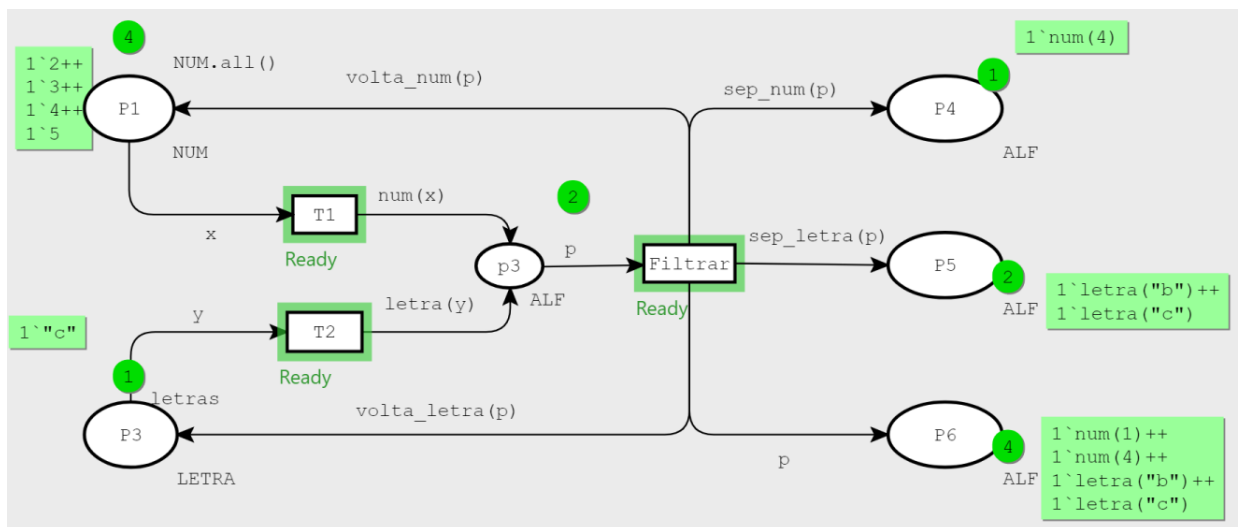 4
1`2++
1`3++
1`4++
1`5
NUM.all()
P1
NUM
volta_num(p)
sep_num(p)
1`num(4)
1
P4
ALF
x
T1
Ready
num(x)
2
p3
ALF
p
Filtrar
Ready
sep_letra(p)
P5
2
ALF
1`letra("b")++
1`letra("c")
y
T2
Ready
letra(y)
1`"c"
1
letras
P3
LETRA
volta_letra(p)
p
P6
4
ALF
1`num(1)++
1`num(4)++
1`letra("b")++
1`letra("c")